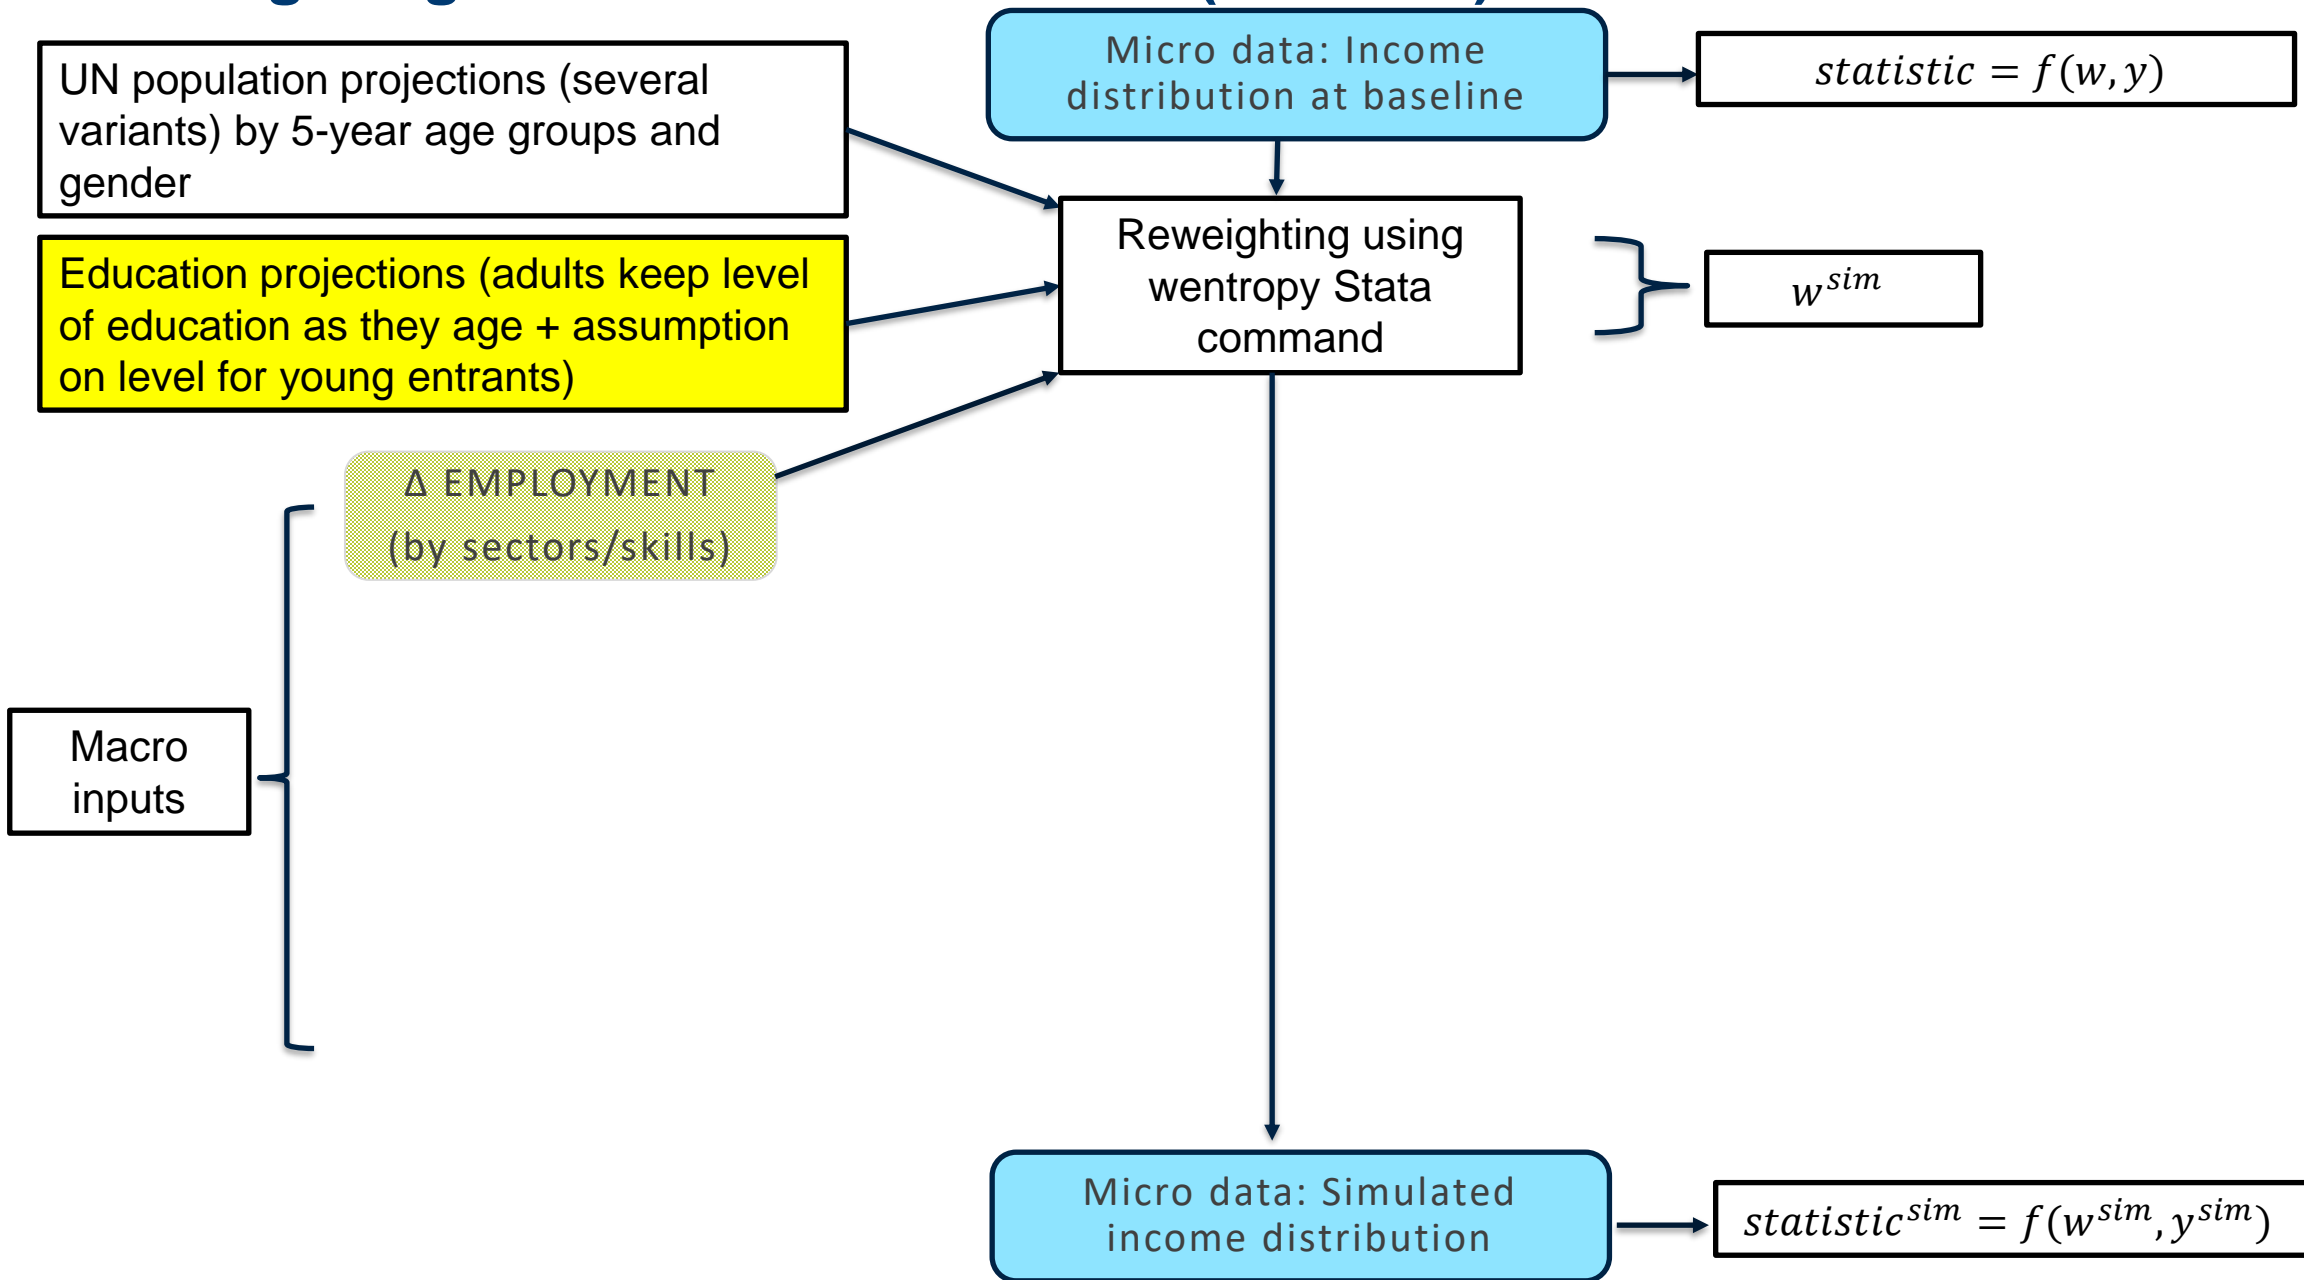 UN population projections (several
variants) by 5-year age groups and
gender
Micro data: Income
distribution at baseline
statistic = f(w, y)
Education projections (adults keep level
of education as they age + assumption
on level for young entrants)
Reweighting using
wentropy Stata
command
w^sim
Δ EMPLOYMENT
(by sectors/skills)
Macro
inputs
Micro data: Simulated
income distribution
statistic^sim = f(w^sim, y^sim)